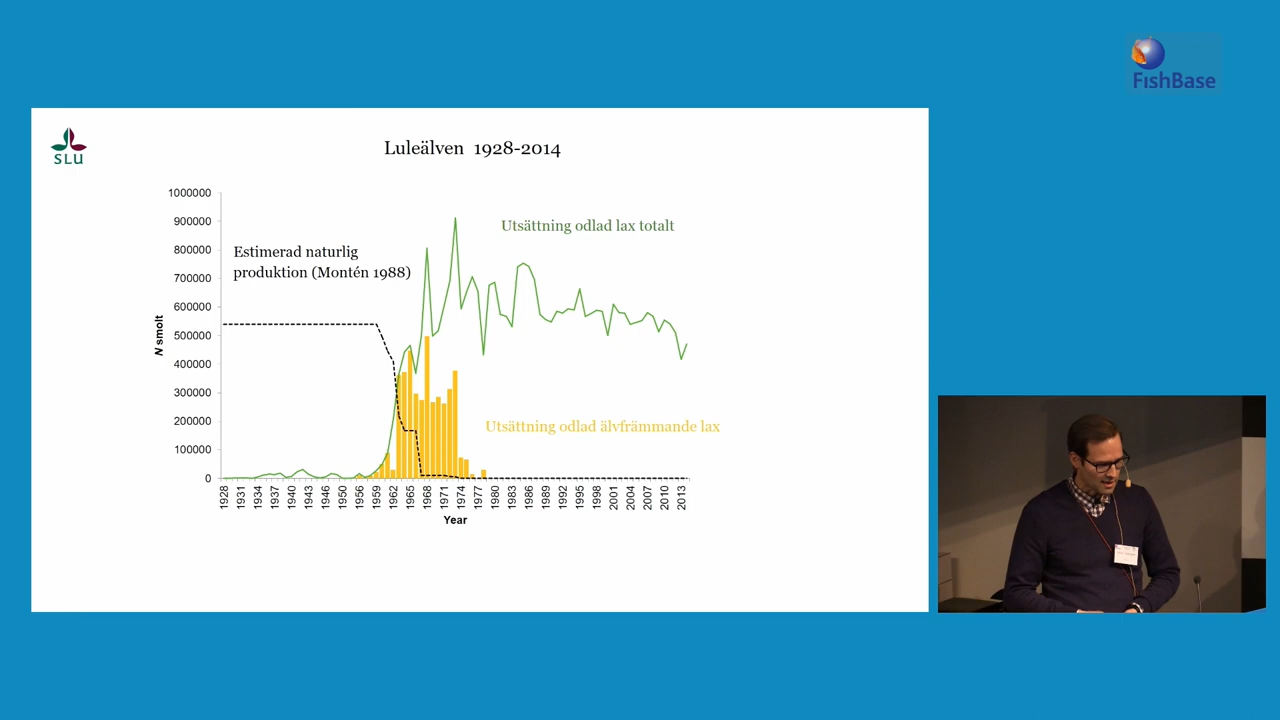 FishBase
SLU
Luleälven 1928-2014
1000000
900000
800000
700000
600000
500000
400000
300000
200000
100000
0
N smolt
Estimerad naturlig
produktion (Montén 1988)
Utsättning odlad lax totalt
Utsättning odlad älvfrämmande lax
1928 1931 1934 1937 1940 1943 1946 1950 1953 1956 1959 1962 1965 1968 1971 1974 1977 1980 1983 1986 1989 1992 1995 1998 2001 2004 2007 2010 2013
Year